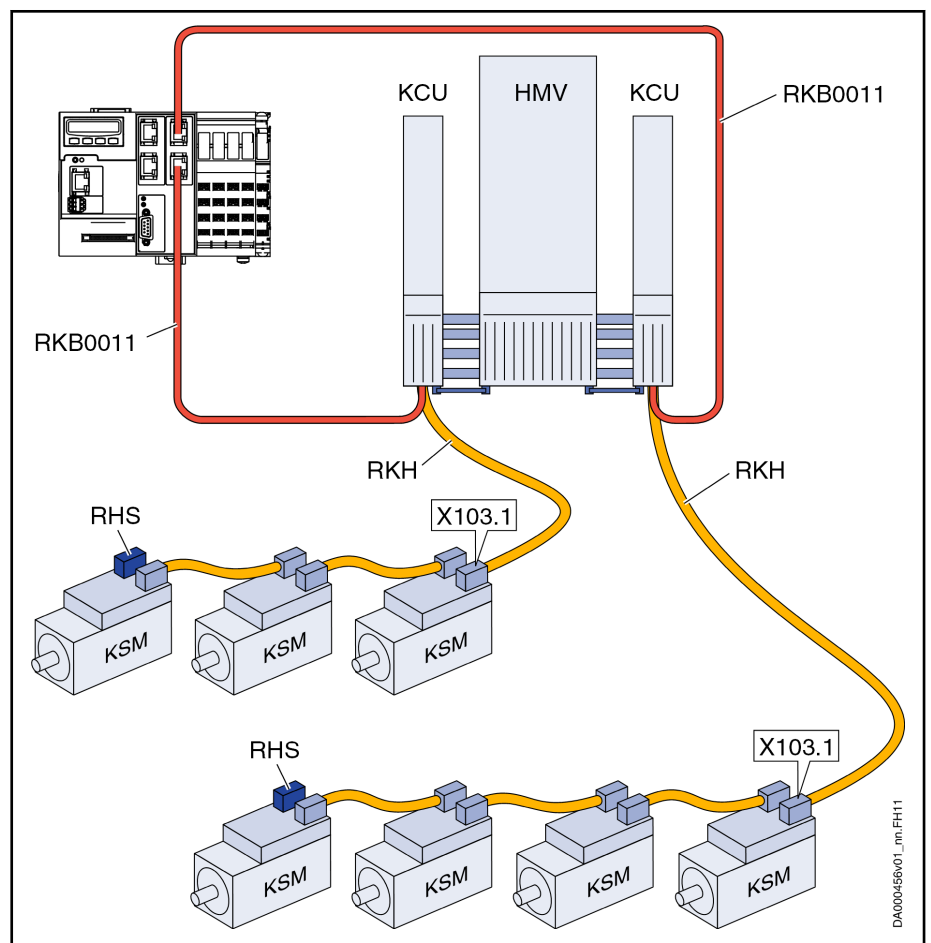 KCU
HMV
KCU
RKB0011
RKB0011
RKH
RKH
RHS
X103.1
KSM
KSM
KSM
RHS
X103.1
KSM
KSM
KSM
KSM
DA000456v01_nn.FH11